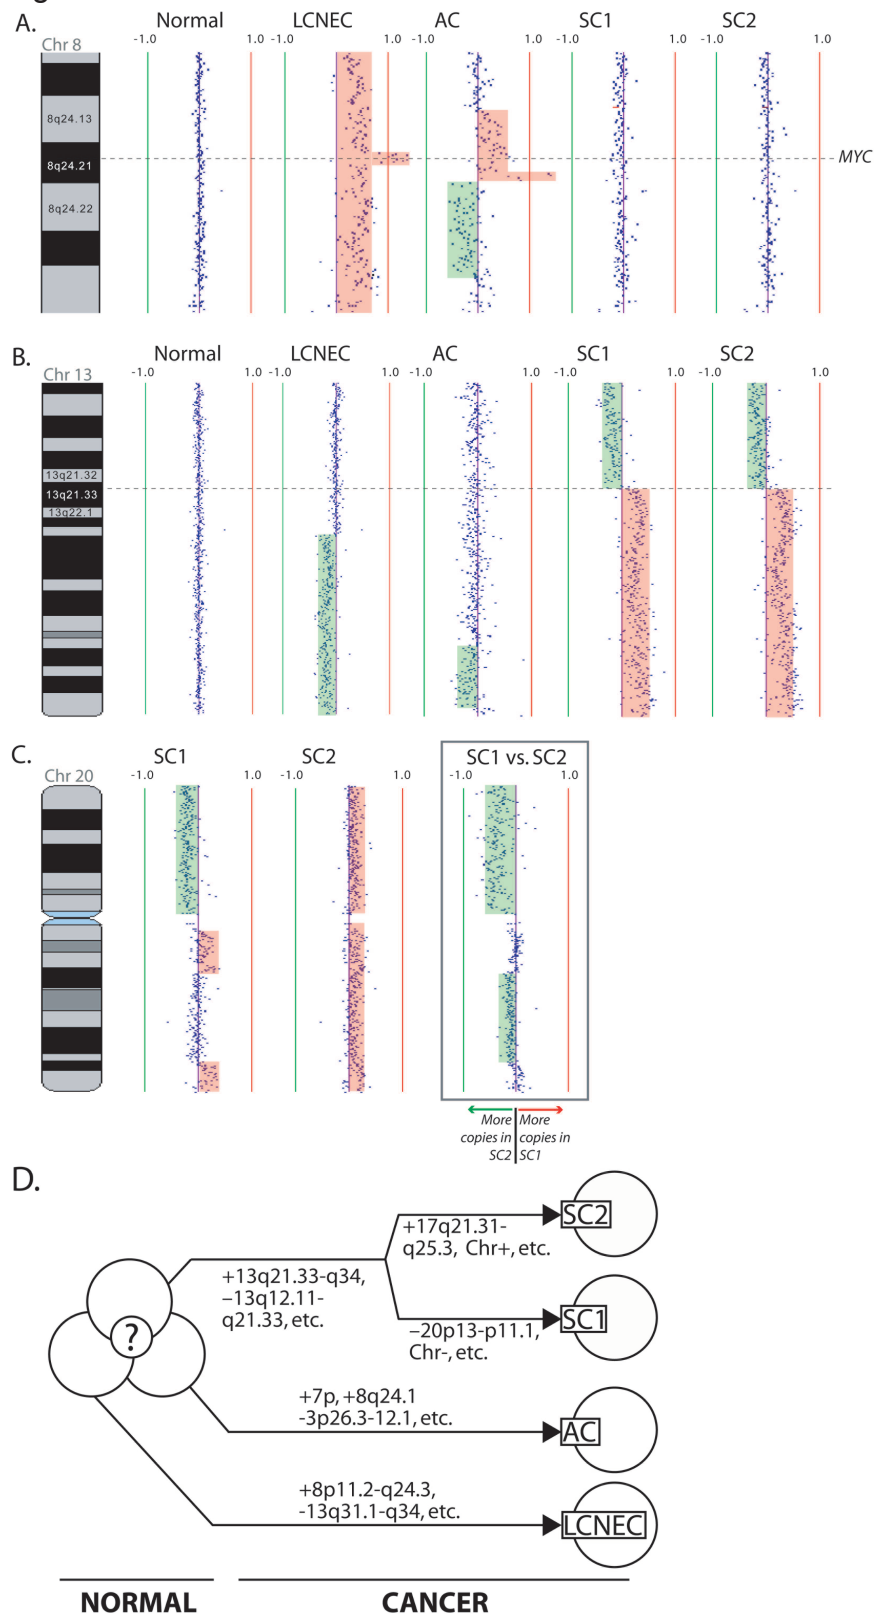 A.
Normal LCNEC AC SC1 SC2
Chr 8
-1.0 1.0 -1.0 1.0 -1.0 1.0 -1.0 1.0 -1.0 1.0
8q24.13
8q24.21
MYC
8q24.22
B.
Normal LCNEC AC SC1 SC2
Chr 13
-1.0 1.0 -1.0 1.0 -1.0 1.0 -1.0 1.0 -1.0 1.0
13q21.32
13q21.33
13q22.1
C.
SC1 SC2 SC1 vs. SC2
Chr 20
-1.0 1.0 -1.0 1.0 -1.0 1.0
More
copies in
SC2
More
copies in
SC1
D.
SC2
+17q21.31-
q25.3, Chr+, etc.
+13q21.33-q34,
–13q12.11-
q21.33, etc.
SC1
–20p13-p11.1,
Chr-, etc.
?
+7p, +8q24.1
-3p26.3-12.1, etc.
AC
+8p11.2-q24.3,
-13q31.1-q34, etc.
LCNEC
NORMAL CANCER